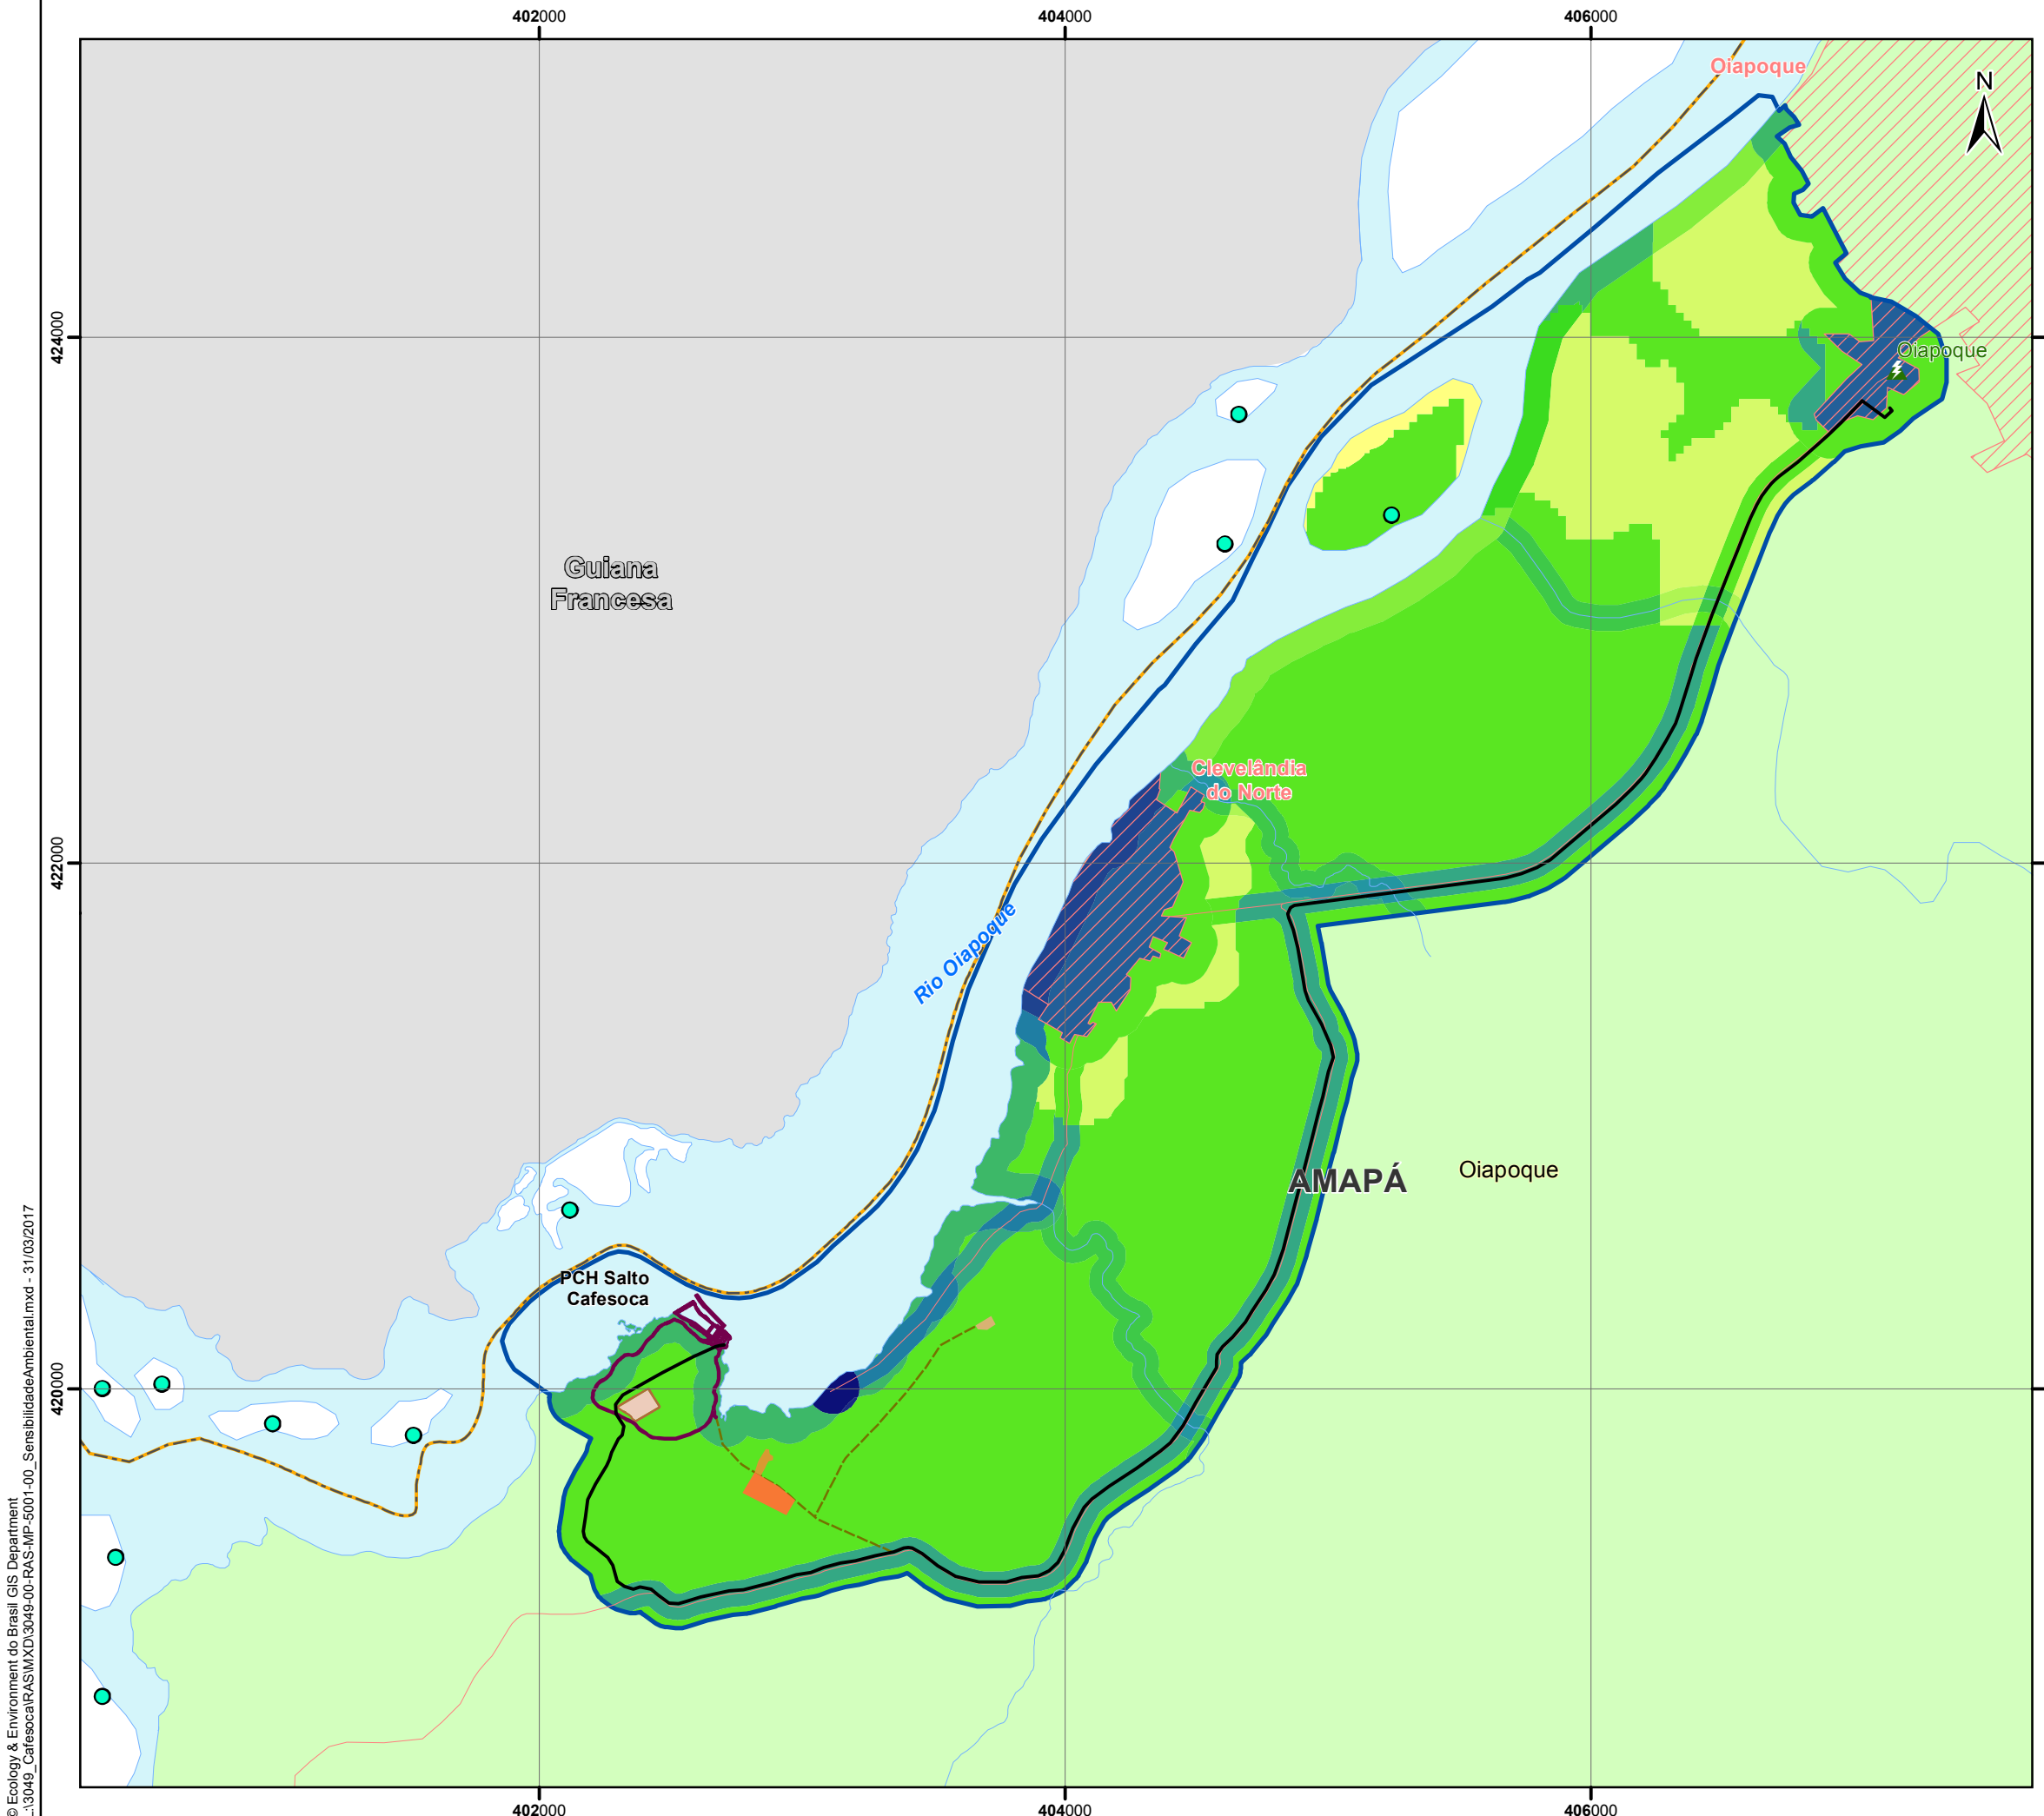 402000
404000
406000
Oiapoque
N
424000
Oiapoque
Guiana
Francesa
Clevelândia
do Norte
422000
Rio Oiapoque
AMAPÁ
Oiapoque
PCH Salto
Cafesoca
420000
402000
404000
406000
© Ecology & Environment do Brasil GIS Department
L:\3049_Cafesoca\RAS\MXD\3049-00-RAS-MP-5001-00_SensibilidadeAmbiental.mxd - 31/03/2017